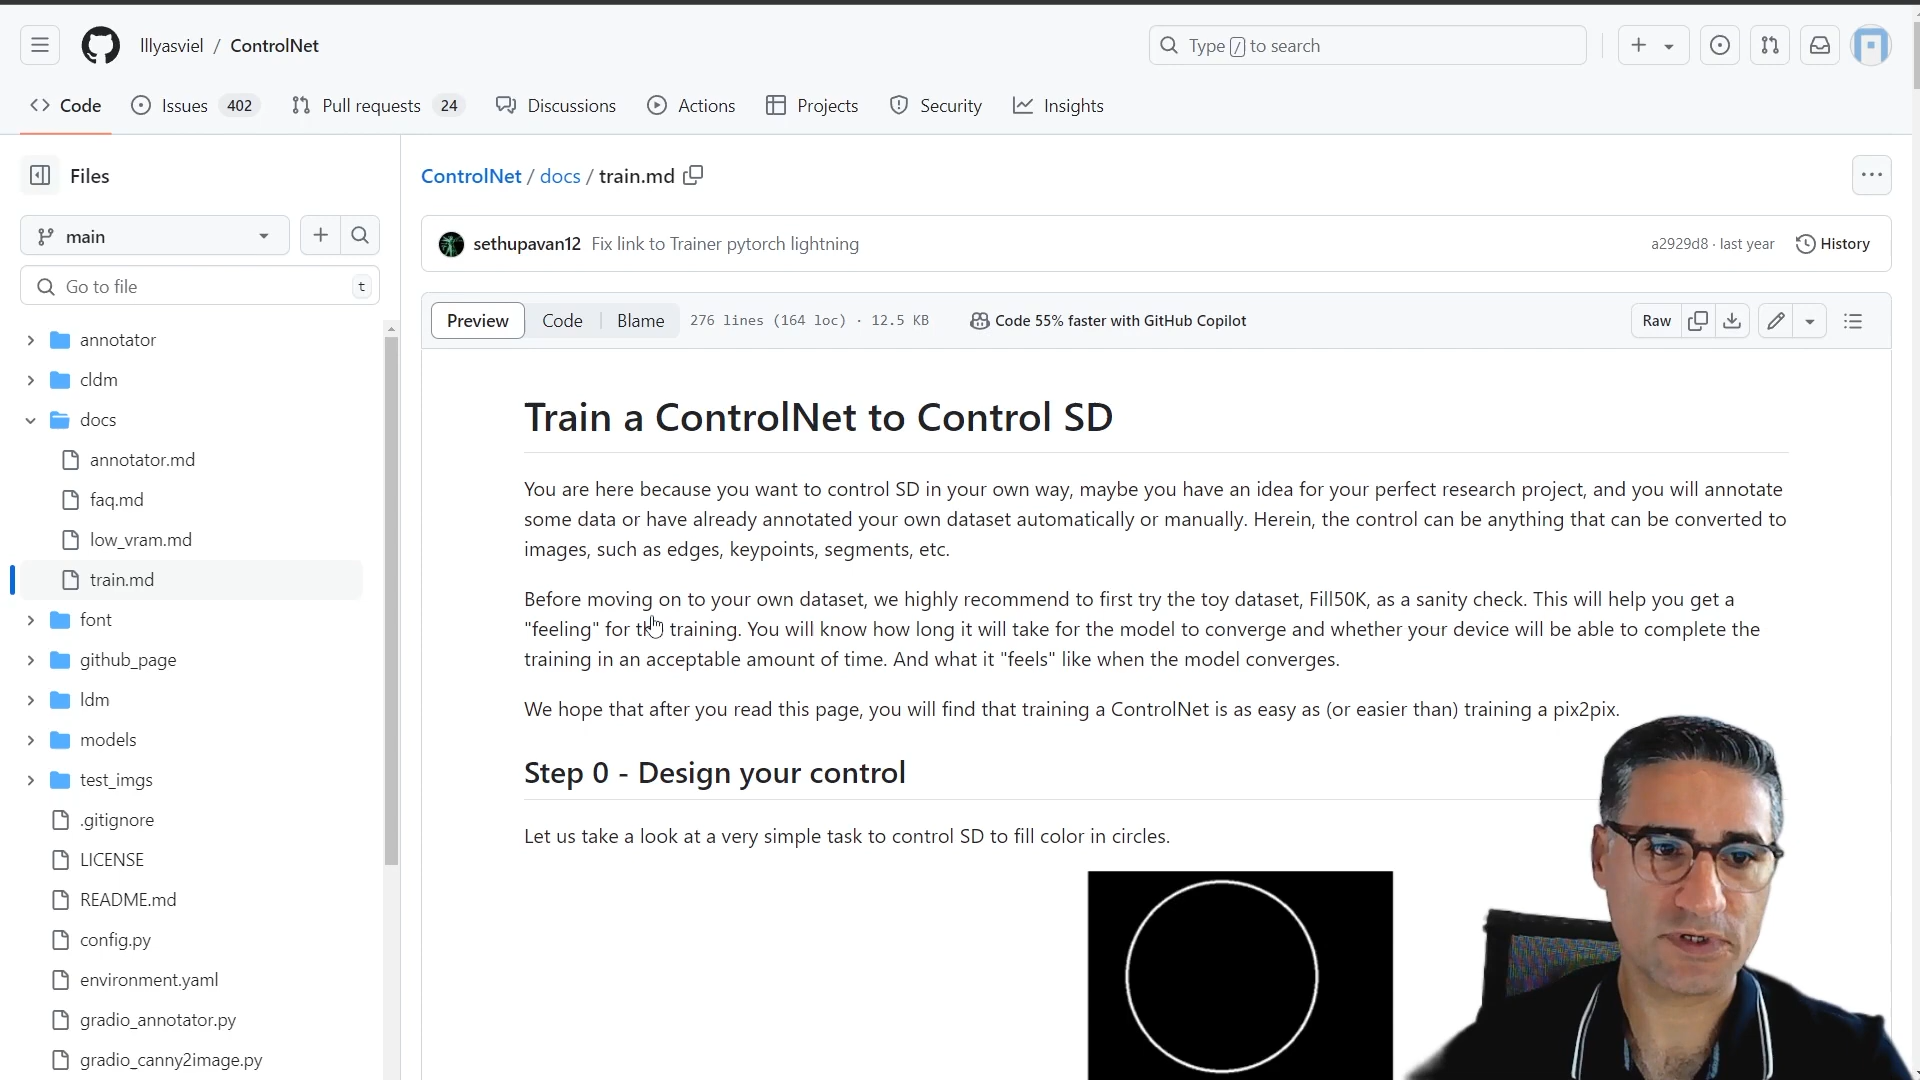 lllyasviel / ControlNet
Type / to search
Code
Issues 402
Pull requests 24
Discussions
Actions
Projects
Security
Insights
Files
main
Go to file
t
annotator
cldm
docs
annotator.md
faq.md
low_vram.md
train.md
font
github_page
ldm
models
test_imgs
.gitignore
LICENSE
README.md
config.py
environment.yaml
gradio_annotator.py
gradio_canny2image.py
ControlNet / docs / train.md
sethupavan12 Fix link to Trainer pytorch lightning
a2929d8 · last year
History
Preview
Code
Blame
276 lines (164 loc) · 12.5 KB
Code 55% faster with GitHub Copilot
Raw
Train a ControlNet to Control SD
You are here because you want to control SD in your own way, maybe you have an idea for your perfect research project, and you will annotate
some data or have already annotated your own dataset automatically or manually. Herein, the control can be anything that can be converted to
images, such as edges, keypoints, segments, etc.
Before moving on to your own dataset, we highly recommend to first try the toy dataset, Fill50K, as a sanity check. This will help you get a
"feeling" for the training. You will know how long it will take for the model to converge and whether your device will be able to complete the
training in an acceptable amount of time. And what it "feels" like when the model converges.
We hope that after you read this page, you will find that training a ControlNet is as easy as (or easier than) training a pix2pix.
Step 0 - Design your control
Let us take a look at a very simple task to control SD to fill color in circles.